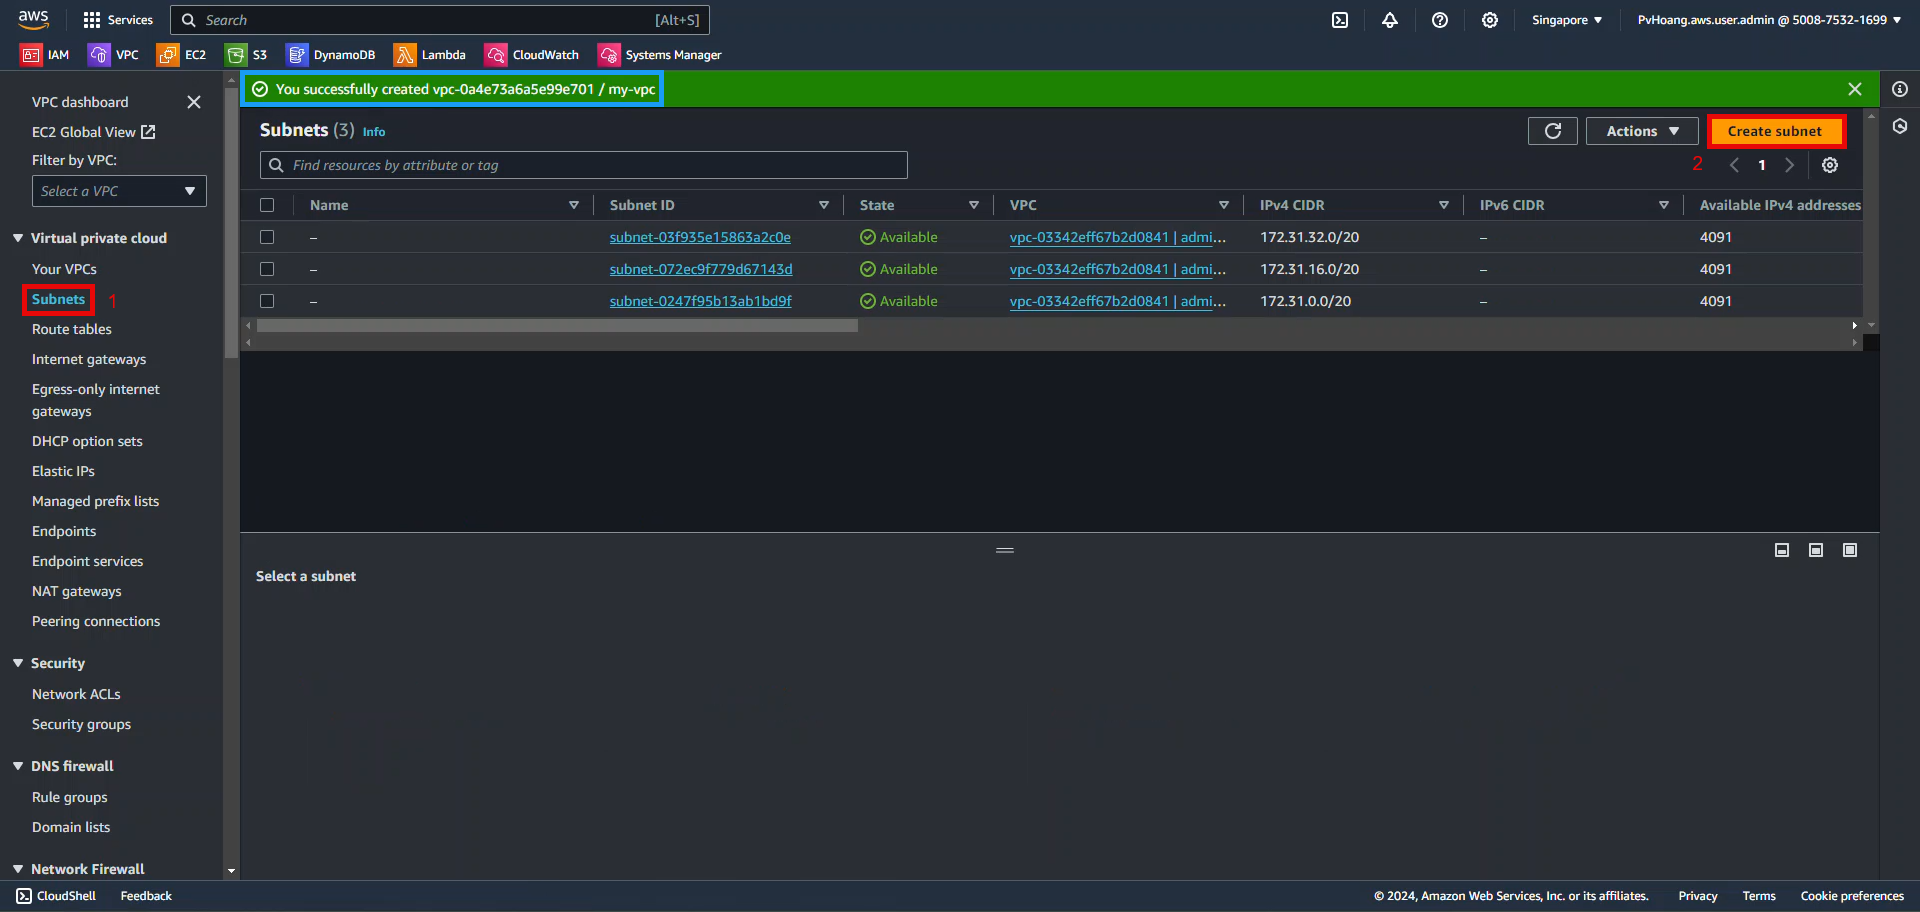 aws
Services
Search
[Alt+S]
Singapore
PvHoang.aws.user.admin @ 5008-7532-1699
IAM
VPC
EC2
S3
DynamoDB
Lambda
CloudWatch
Systems Manager
VPC dashboard
EC2 Global View
Filter by VPC:
Select a VPC
Virtual private cloud
Your VPCs
Subnets
1
Route tables
Internet gateways
Egress-only internet
gateways
DHCP option sets
Elastic IPs
Managed prefix lists
Endpoints
Endpoint services
NAT gateways
Peering connections
Security
Network ACLs
Security groups
DNS firewall
Rule groups
Domain lists
Network Firewall
You successfully created vpc-0a4e73a6a5e99e701 / my-vpc
Subnets (3) Info
Actions
Create subnet
Find resources by attribute or tag
2
1
Name Subnet ID State VPC IPv4 CIDR IPv6 CIDR Available IPv4 addresses
– subnet-03f935e15863a2c0e Available vpc-03342eff67b2d0841 | admi... 172.31.32.0/20 – 4091
– subnet-072ec9f779d67143d Available vpc-03342eff67b2d0841 | admi... 172.31.16.0/20 – 4091
– subnet-0247f95b13ab1bd9f Available vpc-03342eff67b2d0841 | admi... 172.31.0.0/20 – 4091
Select a subnet
CloudShell
Feedback
© 2024, Amazon Web Services, Inc. or its affiliates.
Privacy
Terms
Cookie preferences